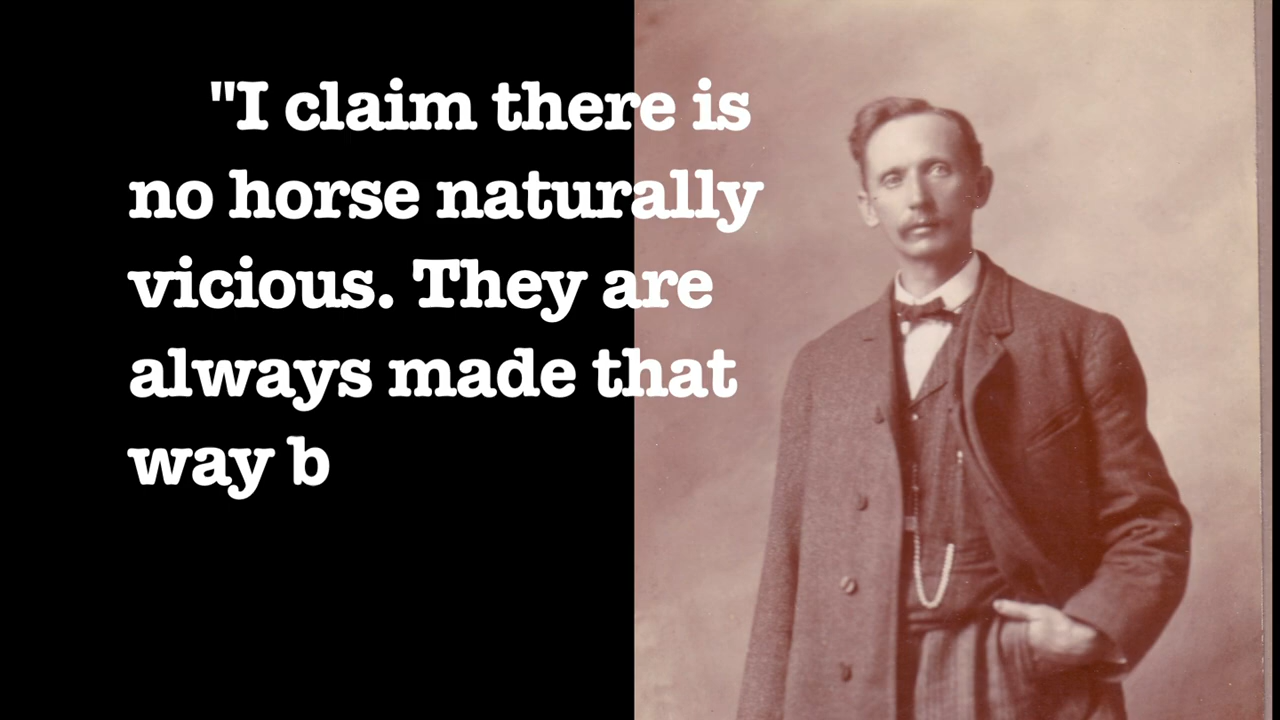 "I claim there is
no horse naturally
vicious. They are
always made that
way b